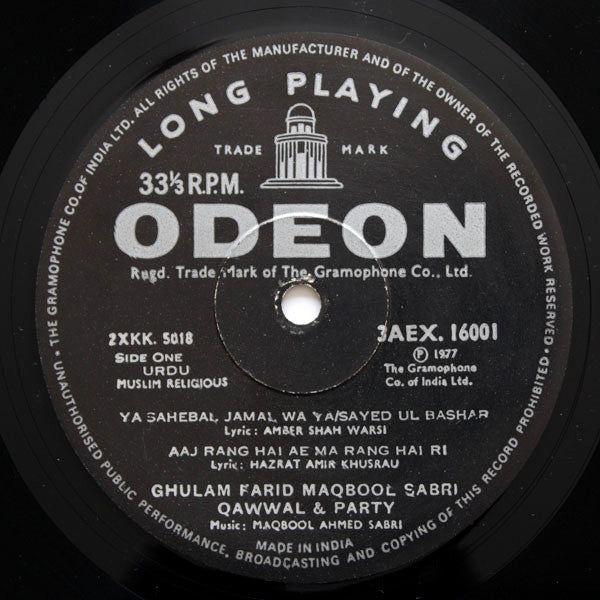 THE GRAMOPHONE CO. OF INDIA LTD. ALL RIGHTS OF THE MANUFACTURER AND OF THE OWNER OF THE RECORDED WORK RESERVED
LONG PLAYING
TRADE MARK
33⅓ R.P.M.
ODEON
Regd. Trade Mark of The Gramophone Co., Ltd.
2XKK. 5018
3AEX. 16001
SIDE ONE
℗ 1977
URDU
The Gramophone
MUSLIM RELIGIOUS
Co. of India Ltd.
YA SAHEBAL JAMAL WA YA/SAYED UL BASHAR
Lyric: AMBER SHAH WARSI
AAJ RANG HAI AE MA RANG HAI RI
Lyric: HAZRAT AMIR KHUSRAU
GHULAM FARID MAQBOOL SABRI
QAWWAL & PARTY
Music: MAQBOOL AHMED SABRI
MADE IN INDIA
• UNAUTHORISED PUBLIC PERFORMANCE, BROADCASTING AND COPYING OF THIS RECORD PROHIBITED •